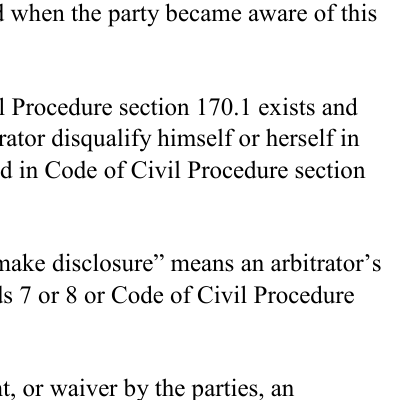 when the party became aware of this
Procedure section 170.1 exists and
disqualify himself or herself in
in Code of Civil Procedure section
make disclosure” means an arbitrator’s
7 or 8 or Code of Civil Procedure
or waiver by the parties, an